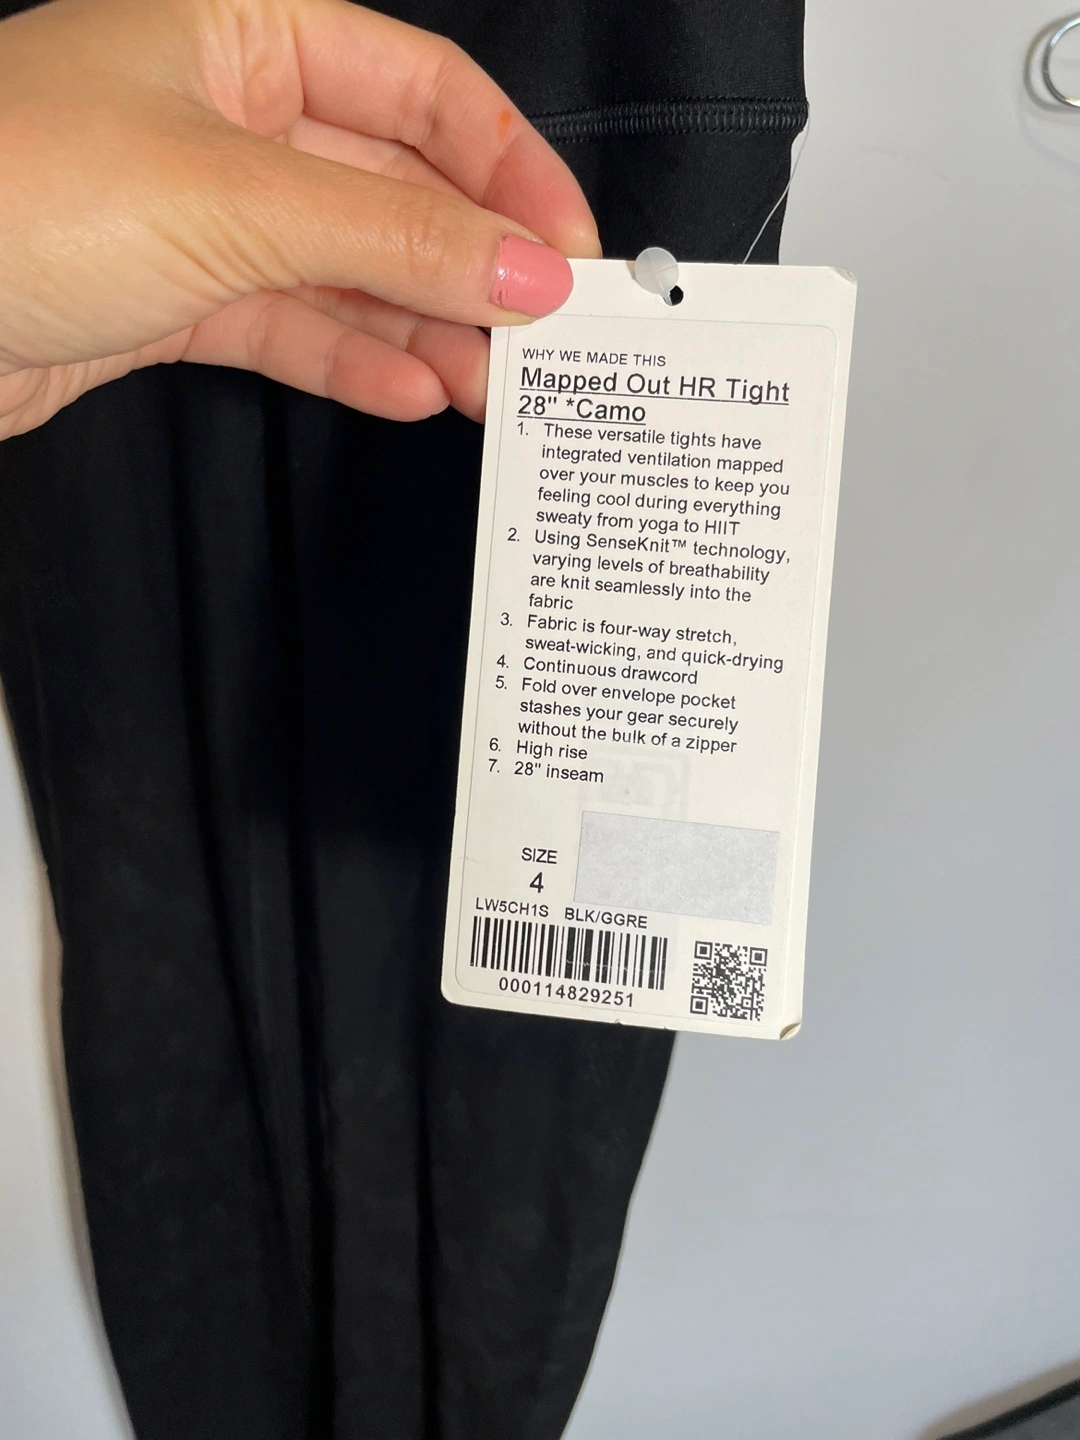 WHY WE MADE THIS
Mapped Out HR Tight
28" *Camo
1. These versatile tights have
integrated ventilation mapped
over your muscles to keep you
feeling cool during everything
sweaty from yoga to HIIT
2. Using SenseKnit™ technology,
varying levels of breathability
are knit seamlessly into the
fabric
3. Fabric is four-way stretch,
sweat-wicking, and quick-drying
4. Continuous drawcord
5. Fold over envelope pocket
stashes your gear securely
without the bulk of a zipper
6. High rise
7. 28" inseam
SIZE
4
LW5CH1S BLK/GGRE
000114829251